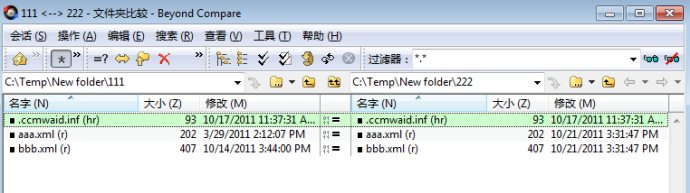 111 <--> 222 - 文件夹比较 - Beyond Compare
会话 (S) 操作 (A) 编辑 (E) 搜索 (R) 查看 (V) 工具 (T) 帮助 (H)
* =? 过滤器: *.*
C:\Temp\New folder\111 C:\Temp\New folder\222
名字 (N) 大小 (Z) 修改 (M) 名字 (N) 大小 (Z) 修改 (M)
.ccmwaid.inf (hr) 93 10/17/2011 11:37:31 A... = .ccmwaid.inf (hr) 93 10/17/2011 11:37:31 A...
aaa.xml (r) 202 3/29/2011 2:12:07 PM = aaa.xml (r) 202 10/21/2011 3:31:47 PM
bbb.xml (r) 407 10/14/2011 3:44:00 PM = bbb.xml (r) 407 10/21/2011 3:31:47 PM